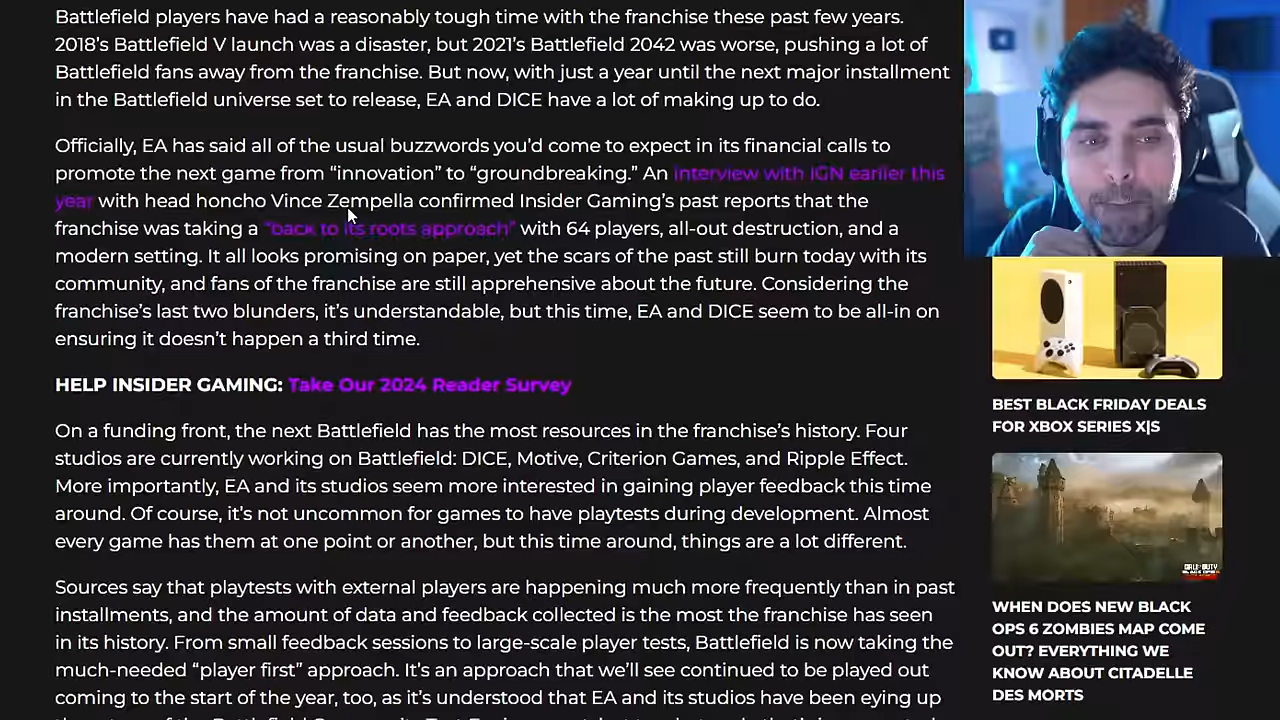 Battlefield players have had a reasonably tough time with the franchise these past few years.
2018's Battlefield V launch was a disaster, but 2021's Battlefield 2042 was worse, pushing a lot of
Battlefield fans away from the franchise. But now, with just a year until the next major installment
in the Battlefield universe set to release, EA and DICE have a lot of making up to do.
Officially, EA has said all of the usual buzzwords you'd come to expect in its financial calls to
promote the next game from “innovation” to “groundbreaking.” An interview with IGN earlier this
year with head honcho Vince Zempella confirmed Insider Gaming's past reports that the
franchise was taking a “back to its roots approach” with 64 players, all-out destruction, and a
modern setting. It all looks promising on paper, yet the scars of the past still burn today with its
community, and fans of the franchise are still apprehensive about the future. Considering the
franchise's last two blunders, it's understandable, but this time, EA and DICE seem to be all-in on
ensuring it doesn't happen a third time.
HELP INSIDER GAMING: Take Our 2024 Reader Survey
On a funding front, the next Battlefield has the most resources in the franchise's history. Four
studios are currently working on Battlefield: DICE, Motive, Criterion Games, and Ripple Effect.
More importantly, EA and its studios seem more interested in gaining player feedback this time
around. Of course, it's not uncommon for games to have playtests during development. Almost
every game has them at one point or another, but this time around, things are a lot different.
Sources say that playtests with external players are happening much more frequently than in past
installments, and the amount of data and feedback collected is the most the franchise has seen
in its history. From small feedback sessions to large-scale player tests, Battlefield is now taking the
much-needed “player first” approach. It's an approach that we'll see continued to be played out
coming to the start of the year, too, as it's understood that EA and its studios have been eying up
BEST BLACK FRIDAY DEALS
FOR XBOX SERIES X|S
WHEN DOES NEW BLACK
OPS 6 ZOMBIES MAP COME
OUT? EVERYTHING WE
KNOW ABOUT CITADELLE
DES MORTS